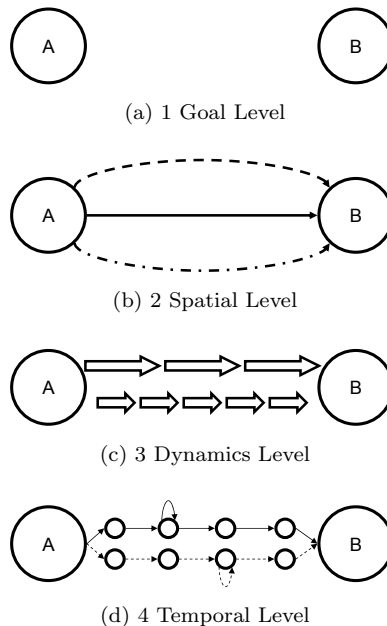 A B
(a) 1 Goal Level
A B
(b) 2 Spatial Level
A B
(c) 3 Dynamics Level
A B
(d) 4 Temporal Level